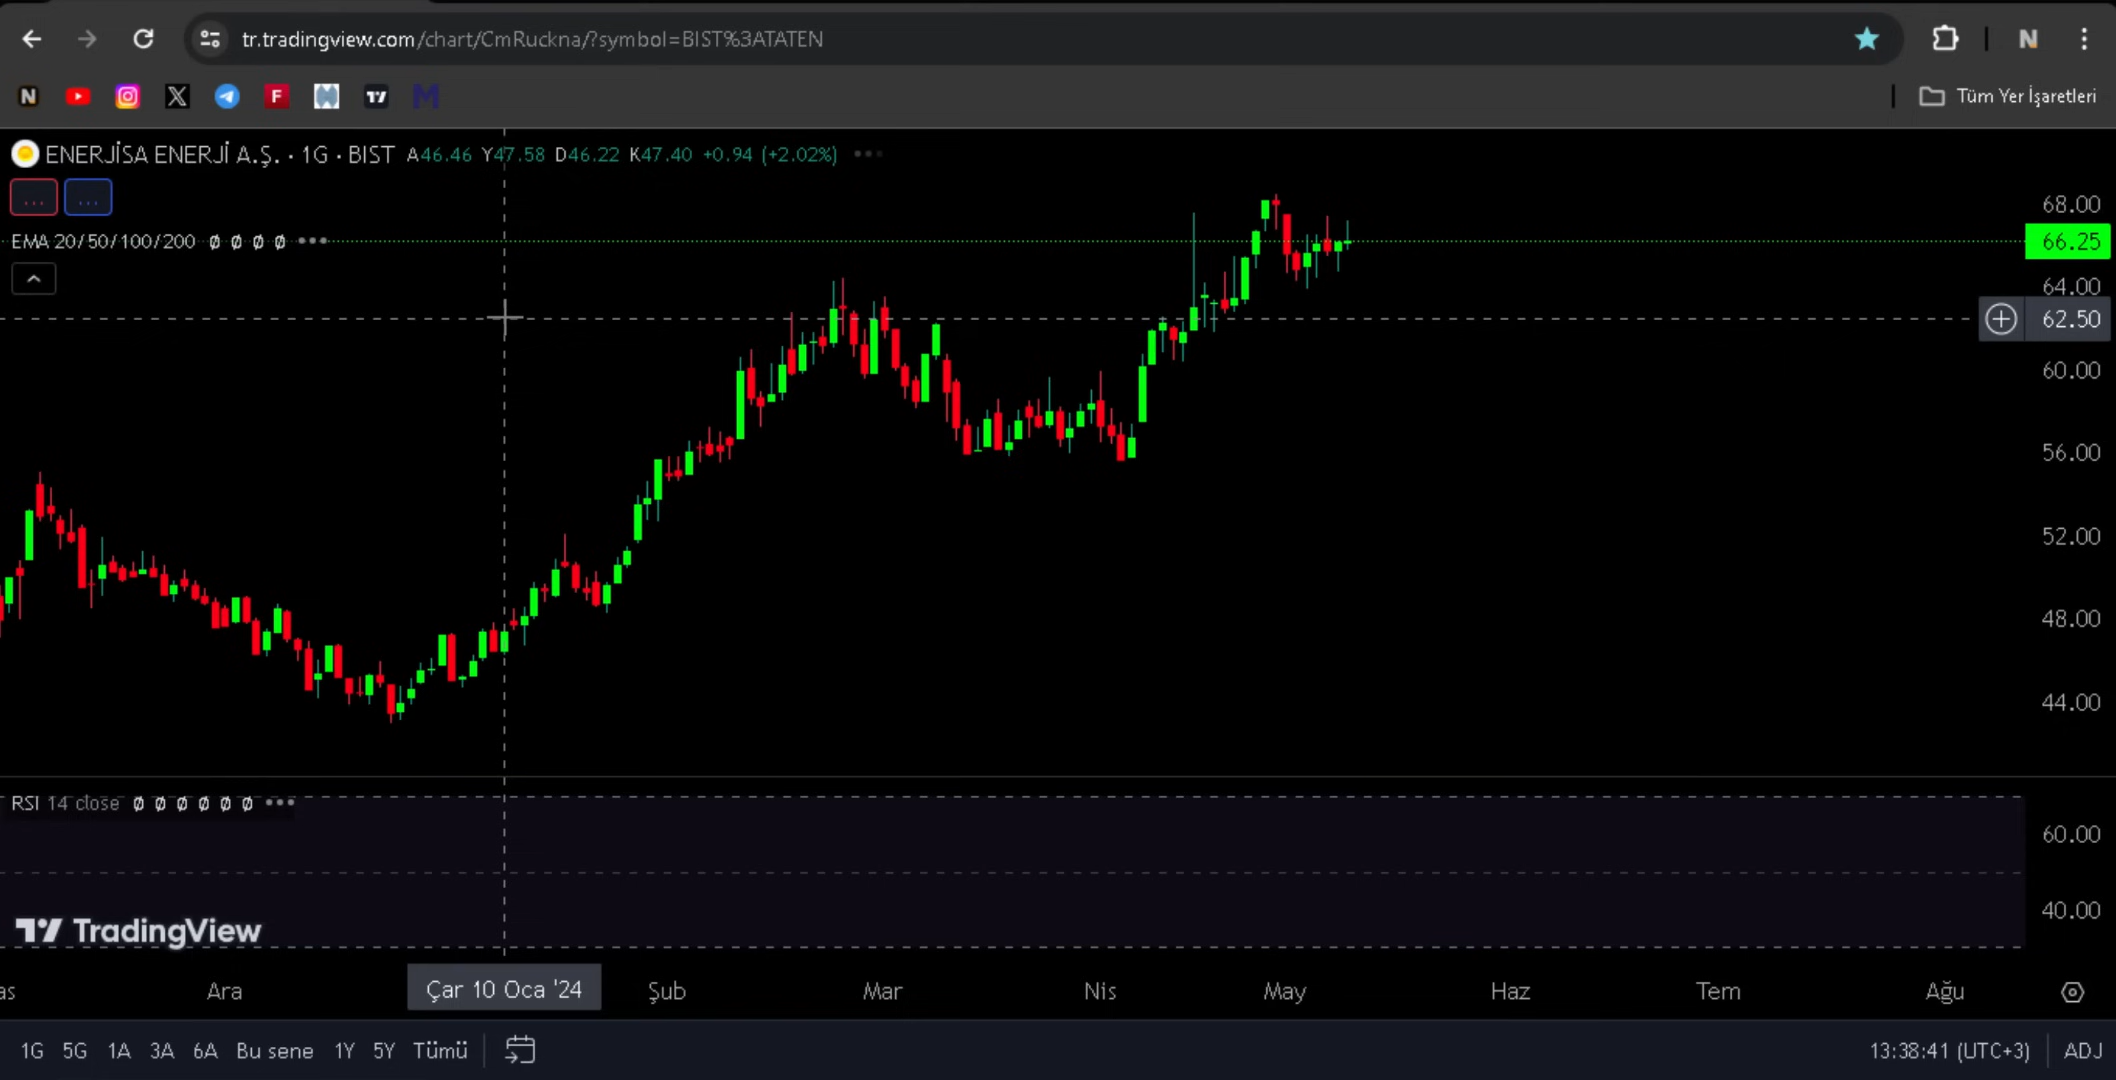 tr.tradingview.com/chart/CmRuckna/?symbol=BIST%3ATATEN
N
N
F
M
Tüm Yer İşaretleri
ENERJİSA ENERJİ A.Ş. · 1G · BIST A46.46 Y47.58 D46.22 K47.40 +0.94 (+2.02%)
68.00
EMA 20/50/100/200 Ø Ø Ø Ø
66.25
64.00
62.50
60.00
56.00
52.00
48.00
44.00
RSI 14 close Ø Ø Ø Ø Ø Ø
60.00
40.00
TradingView
as
Ara
Çar 10 Oca '24
Şub
Mar
Nis
May
Haz
Tem
Ağu
1G 5G 1A 3A 6A Bu sene 1Y 5Y Tümü
13:38:41 (UTC+3)
ADJ